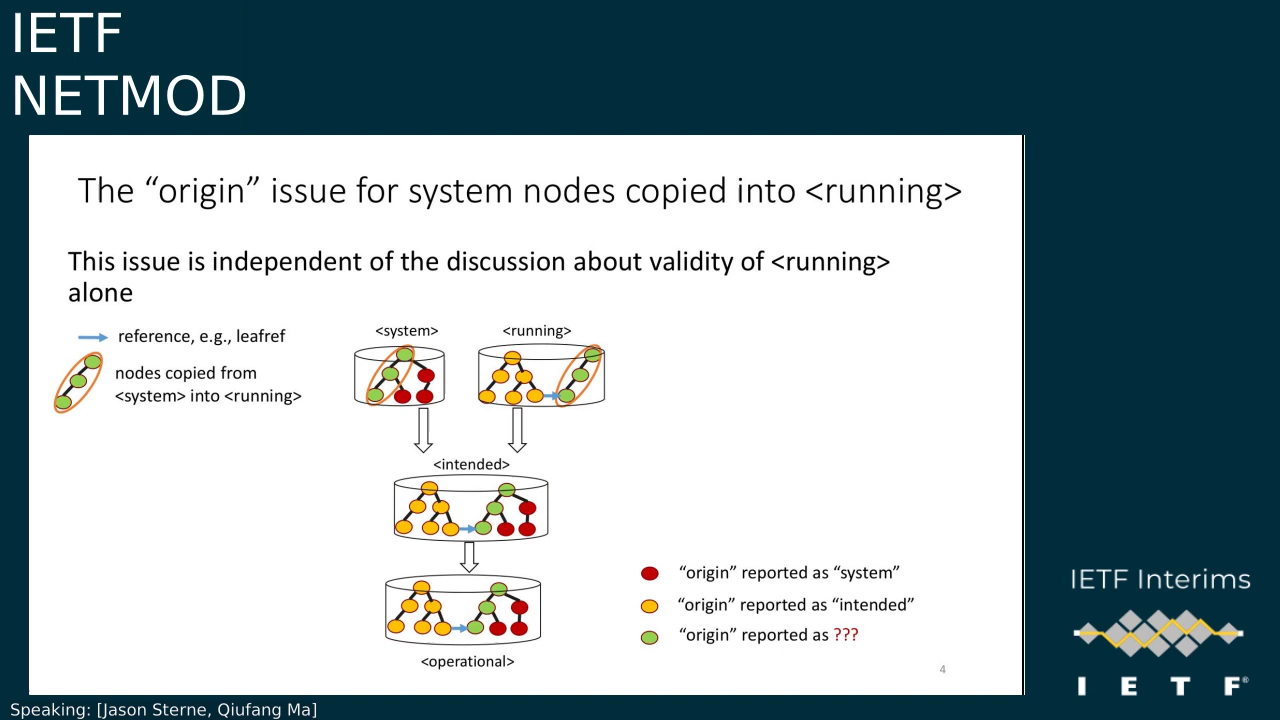 IETF
NETMOD
The “origin” issue for system nodes copied into <running>
This issue is independent of the discussion about validity of <running>
alone
reference, e.g., leafref
nodes copied from
<system> into <running>
<system>
<running>
<intended>
<operational>
“origin” reported as “system”
“origin” reported as “intended”
“origin” reported as ???
4
IETF Interims
I E T F®
Speaking: [Jason Sterne, Qiufang Ma]